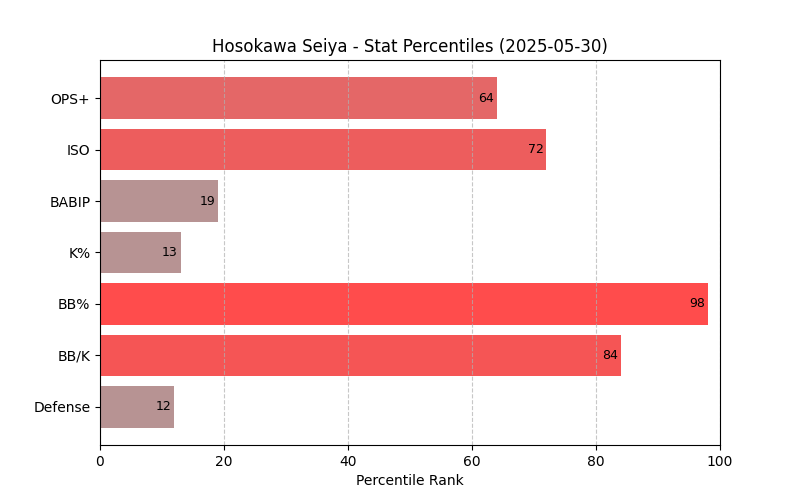 Hosokawa Seiya - Stat Percentiles (2025-05-30)
OPS+ 64
ISO 72
BABIP 19
K% 13
BB% 98
BB/K 84
Defense 12
0 20 40 60 80 100
Percentile Rank